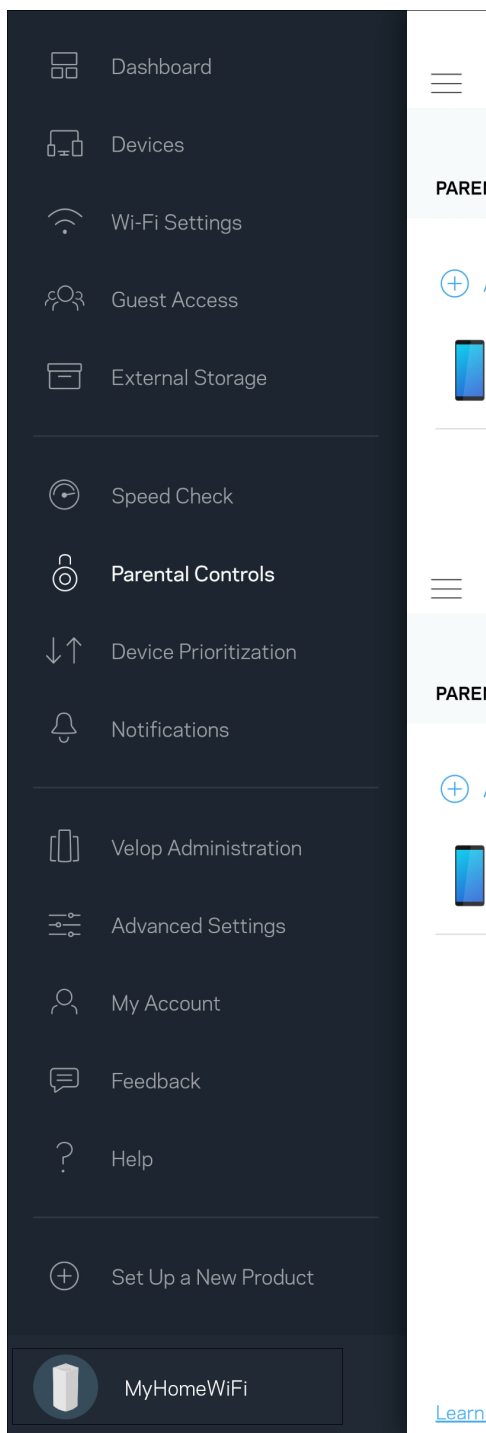 Dashboard
Devices
Wi-Fi Settings
Guest Access
External Storage
Speed Check
Parental Controls
Device Prioritization
Notifications
Velop Administration
Advanced Settings
My Account
Feedback
Help
Set Up a New Product
MyHomeWiFi
Learn